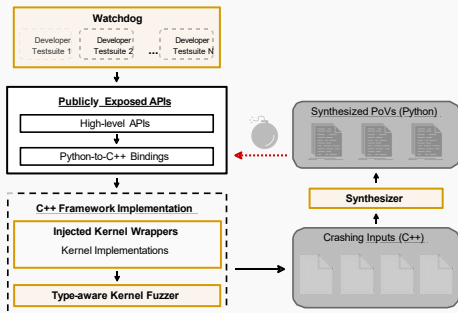 Watchdog
Developer
Testsuite 1
Developer
Testsuite 2
...
Developer
Testsuite N
Publicly Exposed APIs
High-level APIs
Python-to-C++ Bindings
C++ Framework Implementation
Injected Kernel Wrappers
Kernel Implementations
Type-aware Kernel Fuzzer
Synthesized PoVs (Python)
Synthesizer
Crashing Inputs (C++)